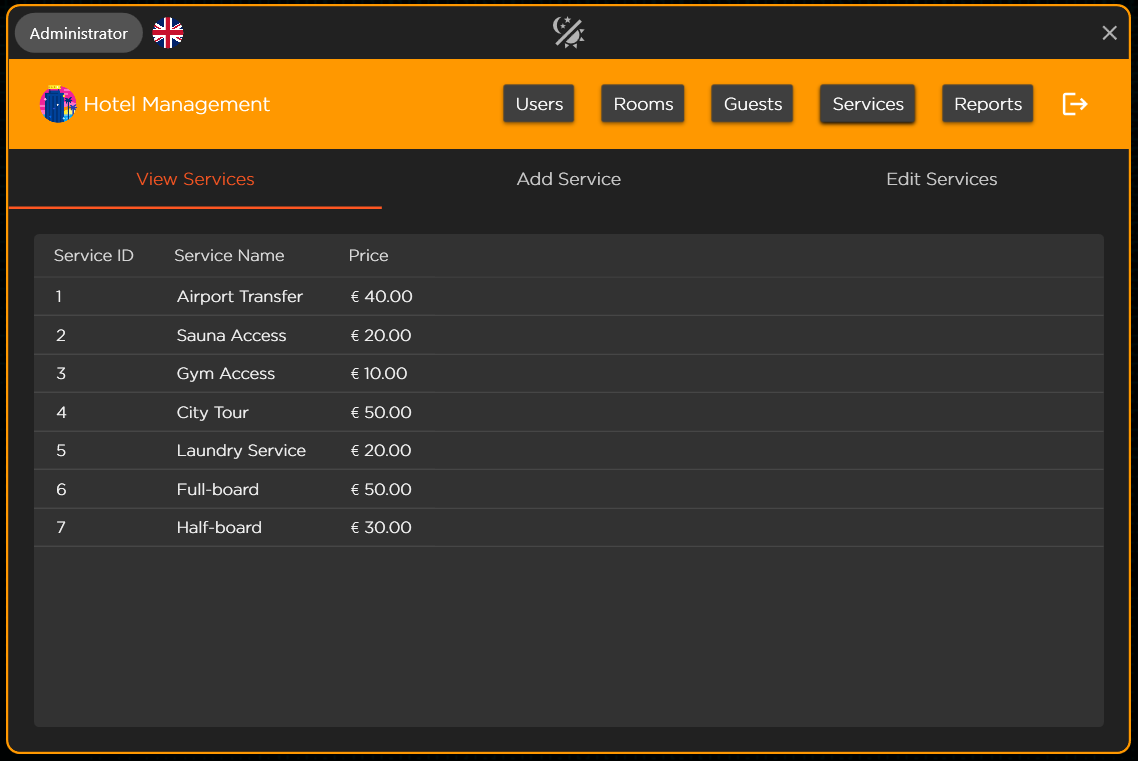 Administrator
Hotel Management
Users Rooms Guests Services Reports
View Services Add Service Edit Services
Service ID Service Name Price
1 Airport Transfer € 40.00
2 Sauna Access € 20.00
3 Gym Access € 10.00
4 City Tour € 50.00
5 Laundry Service € 20.00
6 Full-board € 50.00
7 Half-board € 30.00